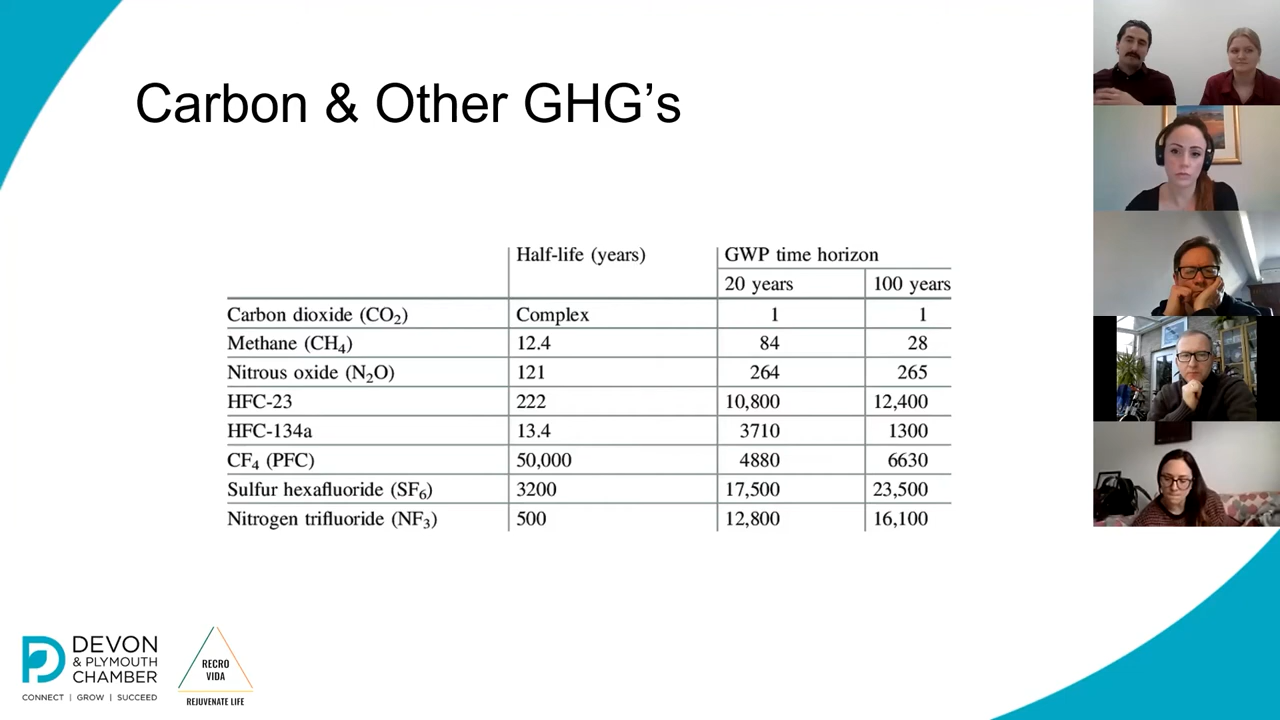 Carbon & Other GHG’s
Half-life (years) GWP time horizon
20 years 100 years
Carbon dioxide (CO₂) Complex 1 1
Methane (CH₄) 12.4 84 28
Nitrous oxide (N₂O) 121 264 265
HFC-23 222 10,800 12,400
HFC-134a 13.4 3710 1300
CF₄ (PFC) 50,000 4880 6630
Sulfur hexafluoride (SF₆) 3200 17,500 23,500
Nitrogen trifluoride (NF₃) 500 12,800 16,100
DEVON
& PLYMOUTH
CHAMBER
CONNECT | GROW | SUCCEED
RECRO
VIDA
REJUVENATE LIFE